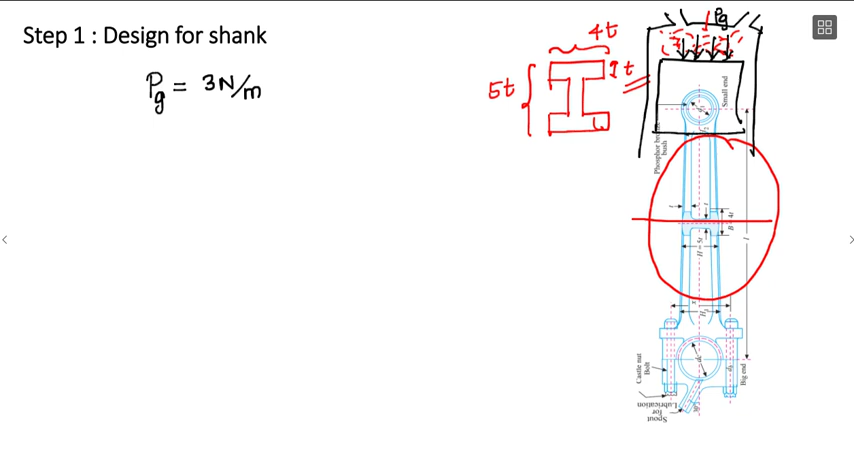 Step 1 : Design for shank
Pg = 3N/m
4t
5t
t
Pg
Small end
Phosphor bronze
bush
t
t
B = 4t
H = 5t
l
x
Castle nut
Bolt
Big end
Lubrication
for
Spout